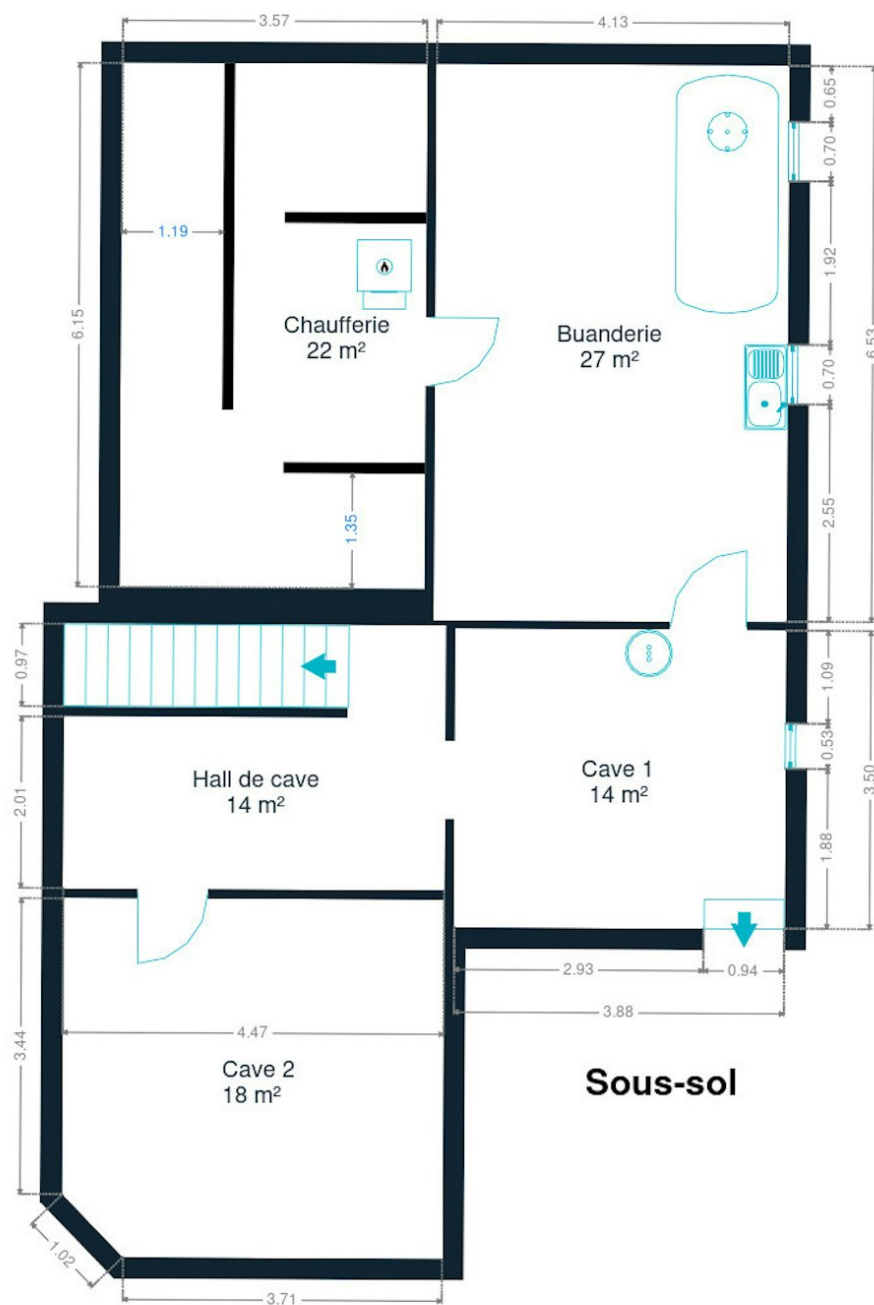 3.57
4.13
0.65
0.70
1.19
1.92
6.15
6.53
Chaufferie
22 m²
Buanderie
27 m²
0.70
1.35
2.55
0.97
1.09
0.53
3.50
Hall de cave
14 m²
Cave 1
14 m²
2.01
1.88
2.93
0.94
3.88
4.47
3.44
Cave 2
18 m²
Sous-sol
1.02
3.71